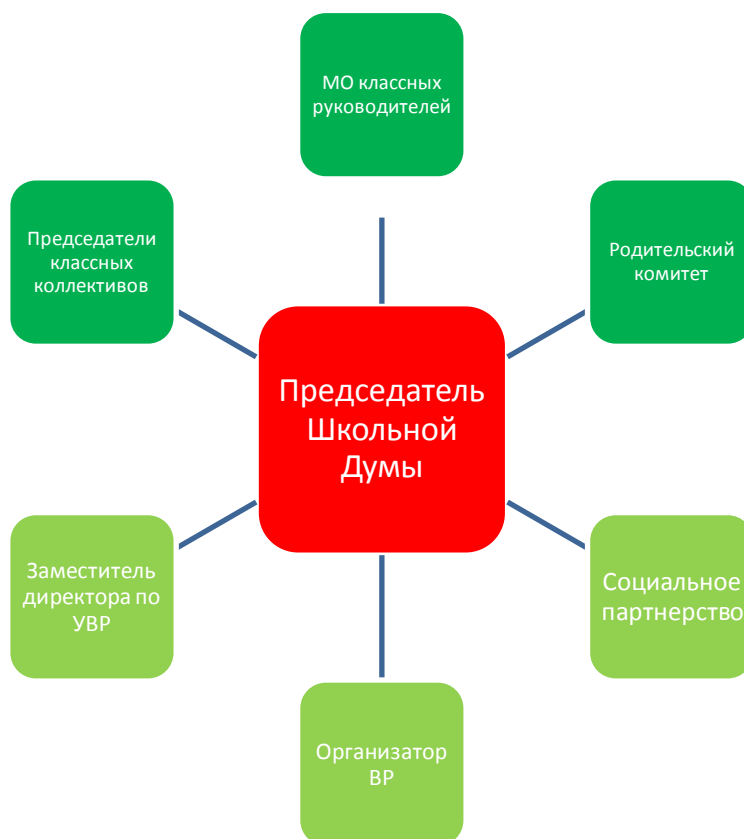 МО классных
руководителей
Председатели
классных
коллективов
Родительский
комитет
Председатель
Школьной
Думы
Заместитель
директора по
УВР
Социальное
партнерство
Организатор
ВР